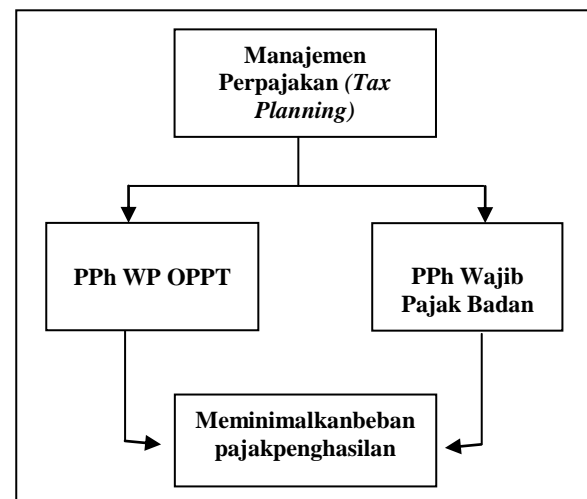 Manajemen
Perpajakan (Tax
Planning)
PPh WP OPPT
PPh Wajib
Pajak Badan
Meminimalkanbeban
pajakpenghasilan